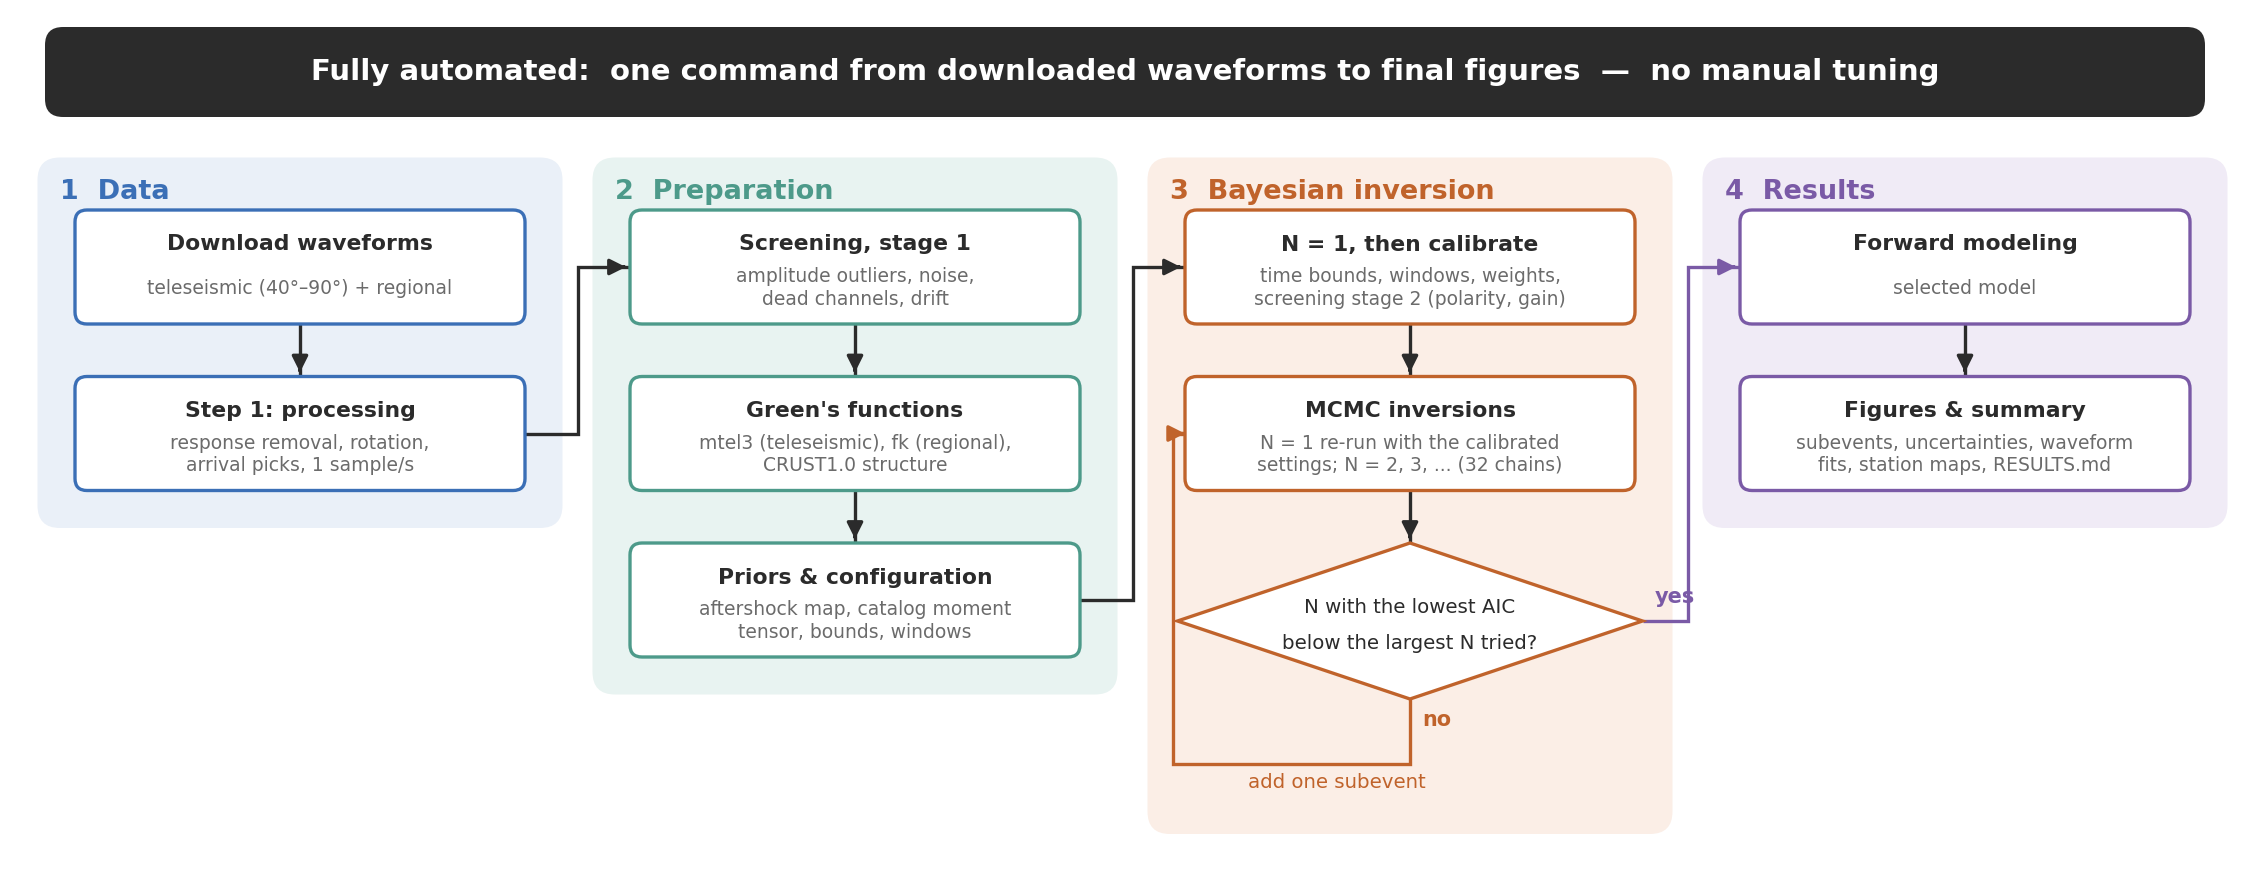 Fully automated:  one command from downloaded waveforms to final figures  —  no manual tuning
1  Data
Download waveforms
teleseismic (40°–90°) + regional
Step 1: processing
response removal, rotation,
arrival picks, 1 sample/s
2  Preparation
Screening, stage 1
amplitude outliers, noise,
dead channels, drift
Green's functions
mtel3 (teleseismic), fk (regional),
CRUST1.0 structure
Priors & configuration
aftershock map, catalog moment
tensor, bounds, windows
3  Bayesian inversion
N = 1, then calibrate
time bounds, windows, weights,
screening stage 2 (polarity, gain)
MCMC inversions
N = 1 re-run with the calibrated
settings; N = 2, 3, ... (32 chains)
N with the lowest AIC
below the largest N tried?
yes
no
add one subevent
4  Results
Forward modeling
selected model
Figures & summary
subevents, uncertainties, waveform
fits, station maps, RESULTS.md